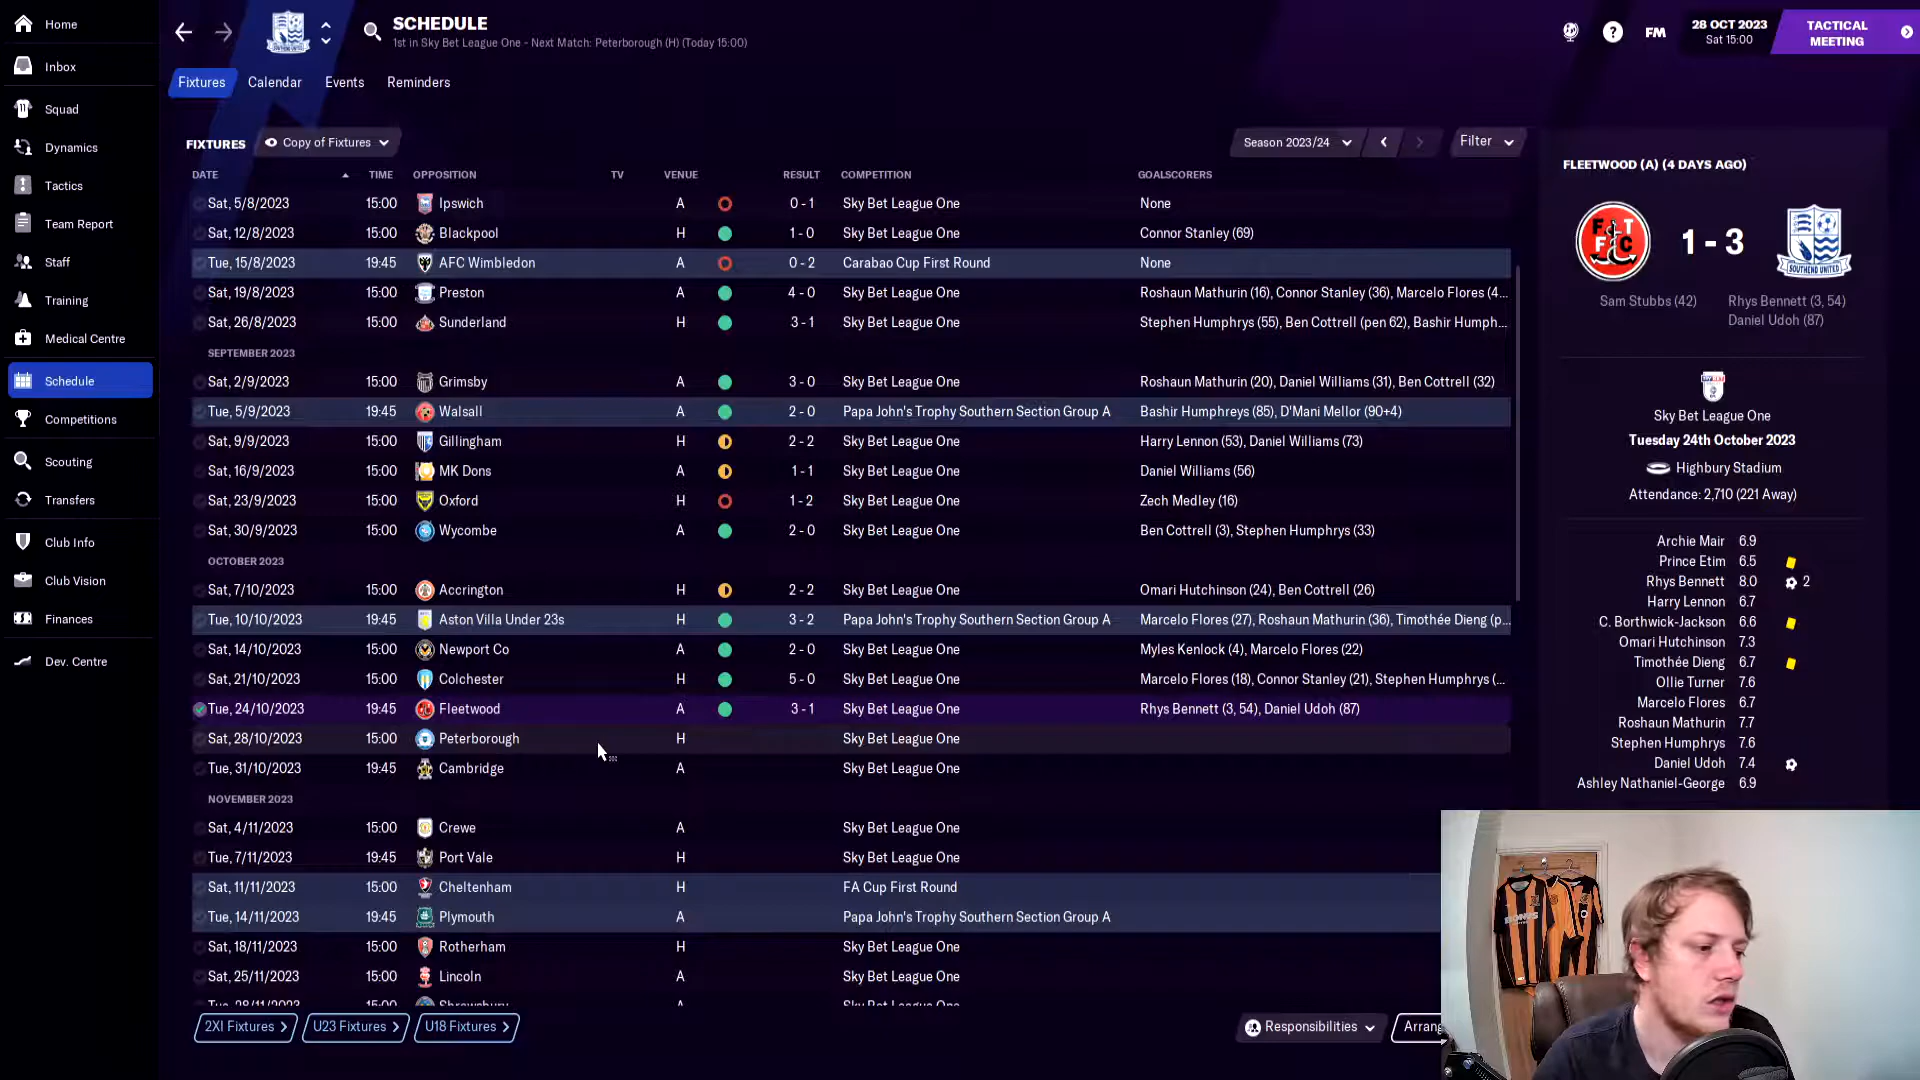 Home
Inbox
Squad
Dynamics
Tactics
Team Report
Staff
Training
Medical Centre
Schedule
Competitions
Scouting
Transfers
Club Info
Club Vision
Finances
Dev. Centre
SCHEDULE
1st in Sky Bet League One - Next Match: Peterborough (H) (Today 15:00)
? FM 28 OCT 2023
Sat 15:00
TACTICAL
MEETING
Fixtures Calendar Events Reminders
FIXTURES Copy of Fixtures Season 2023/24 Filter
DATE TIME OPPOSITION TV VENUE RESULT COMPETITION GOALSCORERS
Sat, 5/8/2023 15:00 Ipswich A 0 - 1 Sky Bet League One None
Sat, 12/8/2023 15:00 Blackpool H 1 - 0 Sky Bet League One Connor Stanley (69)
Tue, 15/8/2023 19:45 AFC Wimbledon A 0 - 2 Carabao Cup First Round None
Sat, 19/8/2023 15:00 Preston A 4 - 0 Sky Bet League One Roshaun Mathurin (16), Connor Stanley (36), Marcelo Flores (4...
Sat, 26/8/2023 15:00 Sunderland H 3 - 1 Sky Bet League One Stephen Humphrys (55), Ben Cottrell (pen 62), Bashir Humph...
SEPTEMBER 2023
Sat, 2/9/2023 15:00 Grimsby A 3 - 0 Sky Bet League One Roshaun Mathurin (20), Daniel Williams (31), Ben Cottrell (32)
Tue, 5/9/2023 19:45 Walsall A 2 - 0 Papa John's Trophy Southern Section Group A Bashir Humphreys (85), D'Mani Mellor (90+4)
Sat, 9/9/2023 15:00 Gillingham H 2 - 2 Sky Bet League One Harry Lennon (53), Daniel Williams (73)
Sat, 16/9/2023 15:00 MK Dons A 1 - 1 Sky Bet League One Daniel Williams (56)
Sat, 23/9/2023 15:00 Oxford H 1 - 2 Sky Bet League One Zech Medley (16)
Sat, 30/9/2023 15:00 Wycombe A 2 - 0 Sky Bet League One Ben Cottrell (3), Stephen Humphrys (33)
OCTOBER 2023
Sat, 7/10/2023 15:00 Accrington H 2 - 2 Sky Bet League One Omari Hutchinson (24), Ben Cottrell (26)
Tue, 10/10/2023 19:45 Aston Villa Under 23s H 3 - 2 Papa John's Trophy Southern Section Group A Marcelo Flores (27), Roshaun Mathurin (36), Timothée Dieng (p...
Sat, 14/10/2023 15:00 Newport Co A 2 - 0 Sky Bet League One Myles Kenlock (4), Marcelo Flores (22)
Sat, 21/10/2023 15:00 Colchester H 5 - 0 Sky Bet League One Marcelo Flores (18), Connor Stanley (21), Stephen Humphrys (...
Tue, 24/10/2023 19:45 Fleetwood A 3 - 1 Sky Bet League One Rhys Bennett (3, 54), Daniel Udoh (87)
Sat, 28/10/2023 15:00 Peterborough H Sky Bet League One
Tue, 31/10/2023 19:45 Cambridge A Sky Bet League One
NOVEMBER 2023
Sat, 4/11/2023 15:00 Crewe A Sky Bet League One
Tue, 7/11/2023 19:45 Port Vale H Sky Bet League One
Sat, 11/11/2023 15:00 Cheltenham H FA Cup First Round
Tue, 14/11/2023 19:45 Plymouth A Papa John's Trophy Southern Section Group A
Sat, 18/11/2023 15:00 Rotherham H Sky Bet League One
Sat, 25/11/2023 15:00 Lincoln A Sky Bet League One
Tue, 28/11/2023 19:45 Shrewsbury A Sky Bet League One
2XI Fixtures U23 Fixtures U18 Fixtures Responsibilities Arrang
FLEETWOOD (A) (4 DAYS AGO)
1 - 3
SOUTHEND UNITED
Sam Stubbs (42) Rhys Bennett (3, 54)
Daniel Udoh (87)
Sky Bet League One
Tuesday 24th October 2023
Highbury Stadium
Attendance: 2,710 (221 Away)
Archie Mair 6.9
Prince Etim 6.5
Rhys Bennett 8.0 2
Harry Lennon 6.7
C. Borthwick-Jackson 6.6
Omari Hutchinson 7.3
Timothée Dieng 6.7
Ollie Turner 7.6
Marcelo Flores 6.7
Roshaun Mathurin 7.7
Stephen Humphrys 7.6
Daniel Udoh 7.4
Ashley Nathaniel-George 6.9